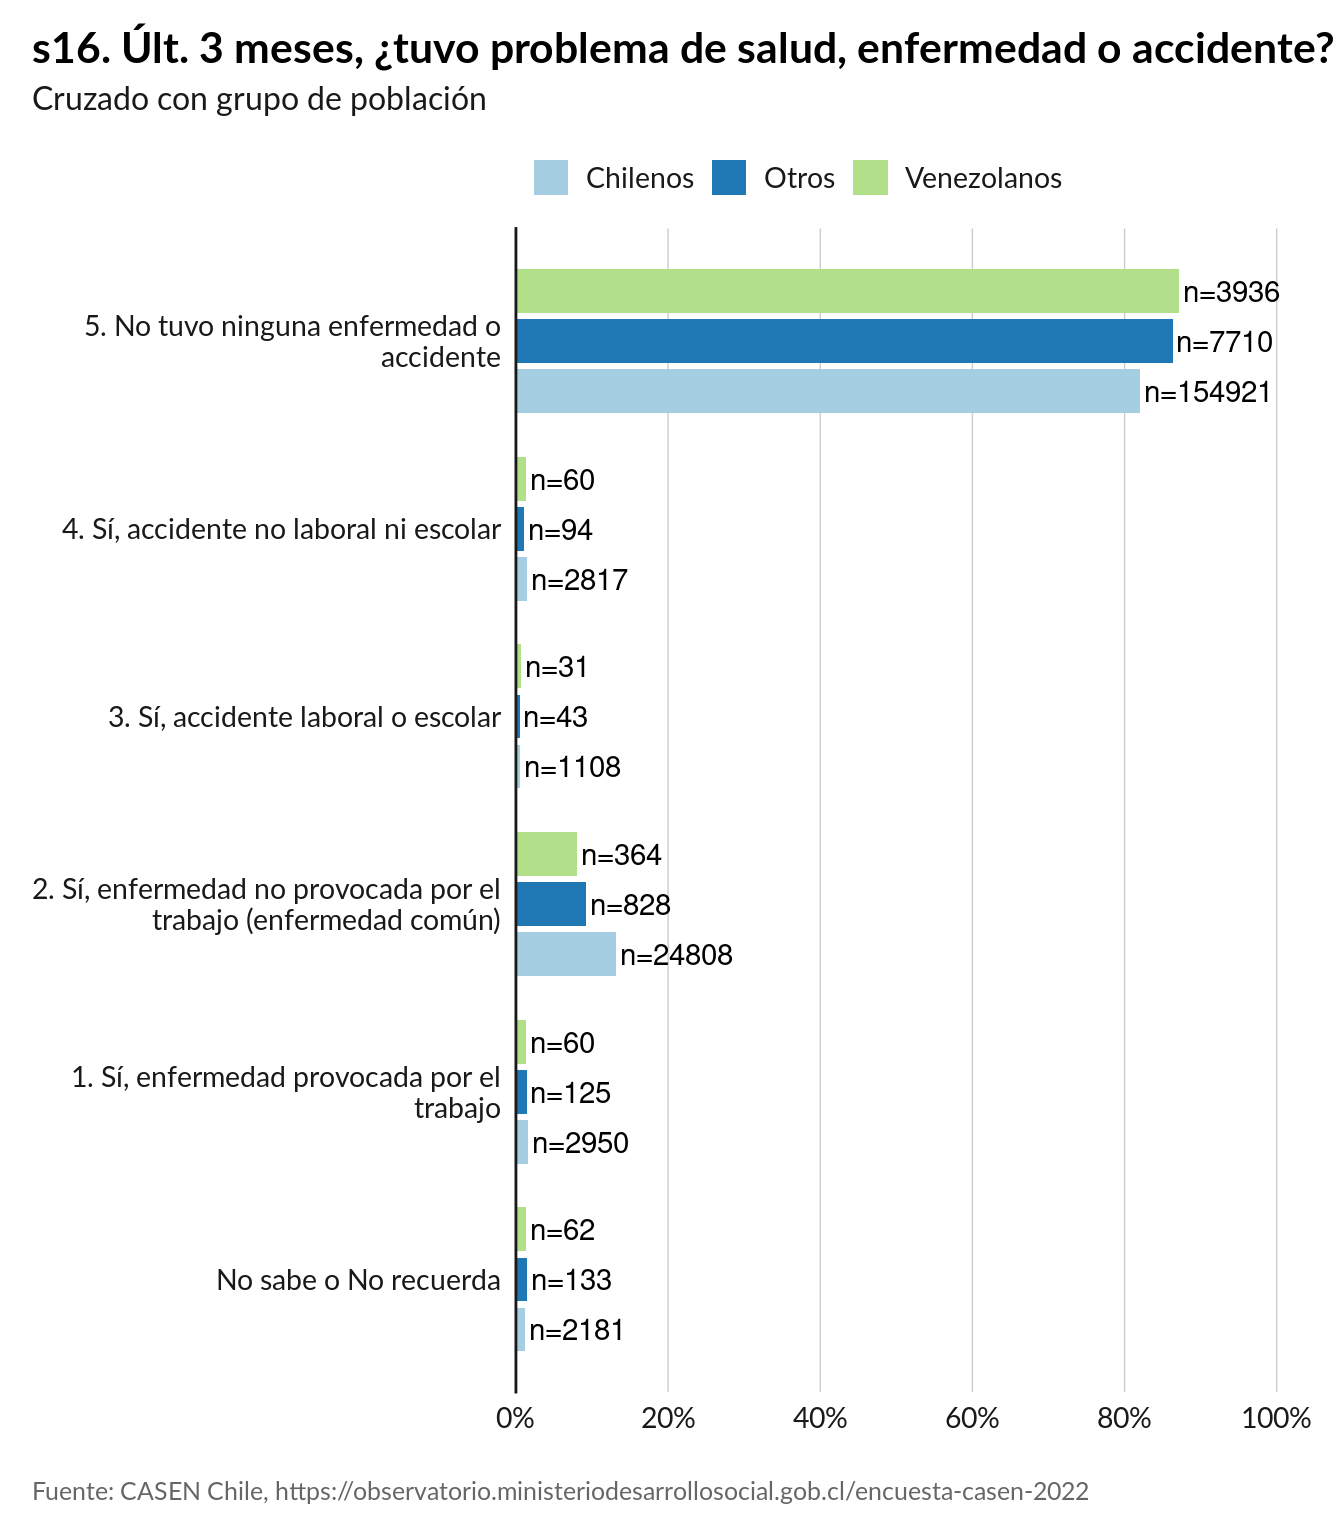 s16. Últ. 3 meses, ¿tuvo problema de salud, enfermedad o accidente?
Cruzado con grupo de población
Chilenos
Otros
Venezolanos
5. No tuvo ninguna enfermedad o
accidente
n=3936
n=7710
n=154921
4. Sí, accidente no laboral ni escolar
n=60
n=94
n=2817
3. Sí, accidente laboral o escolar
n=31
n=43
n=1108
2. Sí, enfermedad no provocada por el
trabajo (enfermedad común)
n=364
n=828
n=24808
1. Sí, enfermedad provocada por el
trabajo
n=60
n=125
n=2950
No sabe o No recuerda
n=62
n=133
n=2181
0%
20%
40%
60%
80%
100%
Fuente: CASEN Chile, https://observatorio.ministeriodesarrollosocial.gob.cl/encuesta-casen-2022